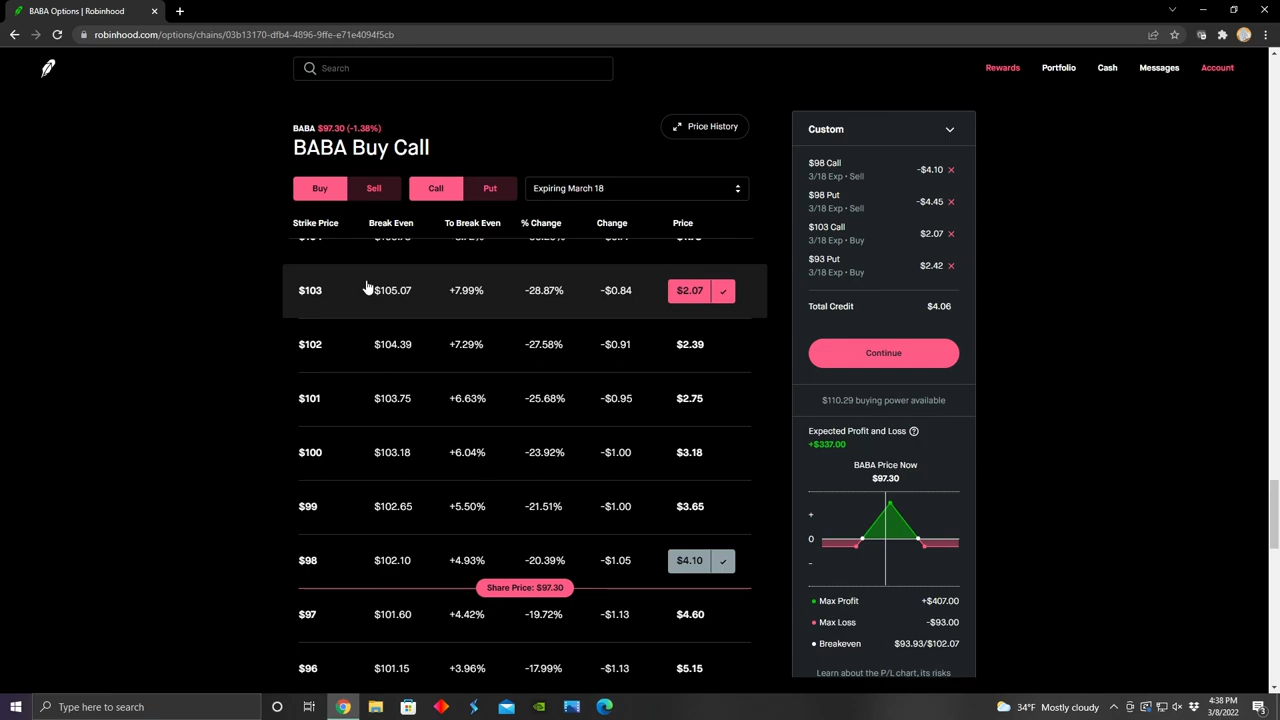 BABA Options | Robinhood
robinhood.com/options/chains/03b13170-dfb4-4896-9ffe-e71e4094f5cb
Search
Rewards Portfolio Cash Messages Account
BABA $97.30 (-1.38%)
BABA Buy Call
Price History
Buy Sell Call Put Expiring March 18
Strike Price Break Even To Break Even % Change Change Price
$103 $105.07 +7.99% -28.87% -$0.84 $2.07
$102 $104.39 +7.29% -27.58% -$0.91 $2.39
$101 $103.75 +6.63% -25.68% -$0.95 $2.75
$100 $103.18 +6.04% -23.92% -$1.00 $3.18
$99 $102.65 +5.50% -21.51% -$1.00 $3.65
$98 $102.10 +4.93% -20.39% -$1.05 $4.10
Share Price: $97.30
$97 $101.60 +4.42% -19.72% -$1.13 $4.60
$96 $101.15 +3.96% -17.99% -$1.13 $5.15
Custom
$98 Call -$4.10
3/18 Exp • Sell
$98 Put -$4.45
3/18 Exp • Sell
$103 Call $2.07
3/18 Exp • Buy
$93 Put $2.42
3/18 Exp • Buy
Total Credit $4.06
Continue
$110.29 buying power available
Expected Profit and Loss
+$337.00
BABA Price Now
$97.30
+
0
-
Max Profit +$407.00
Max Loss -$93.00
Breakeven $93.93/$102.07
Learn about the P/L chart, its risks
Type here to search
34°F Mostly cloudy
4:38 PM
3/8/2022